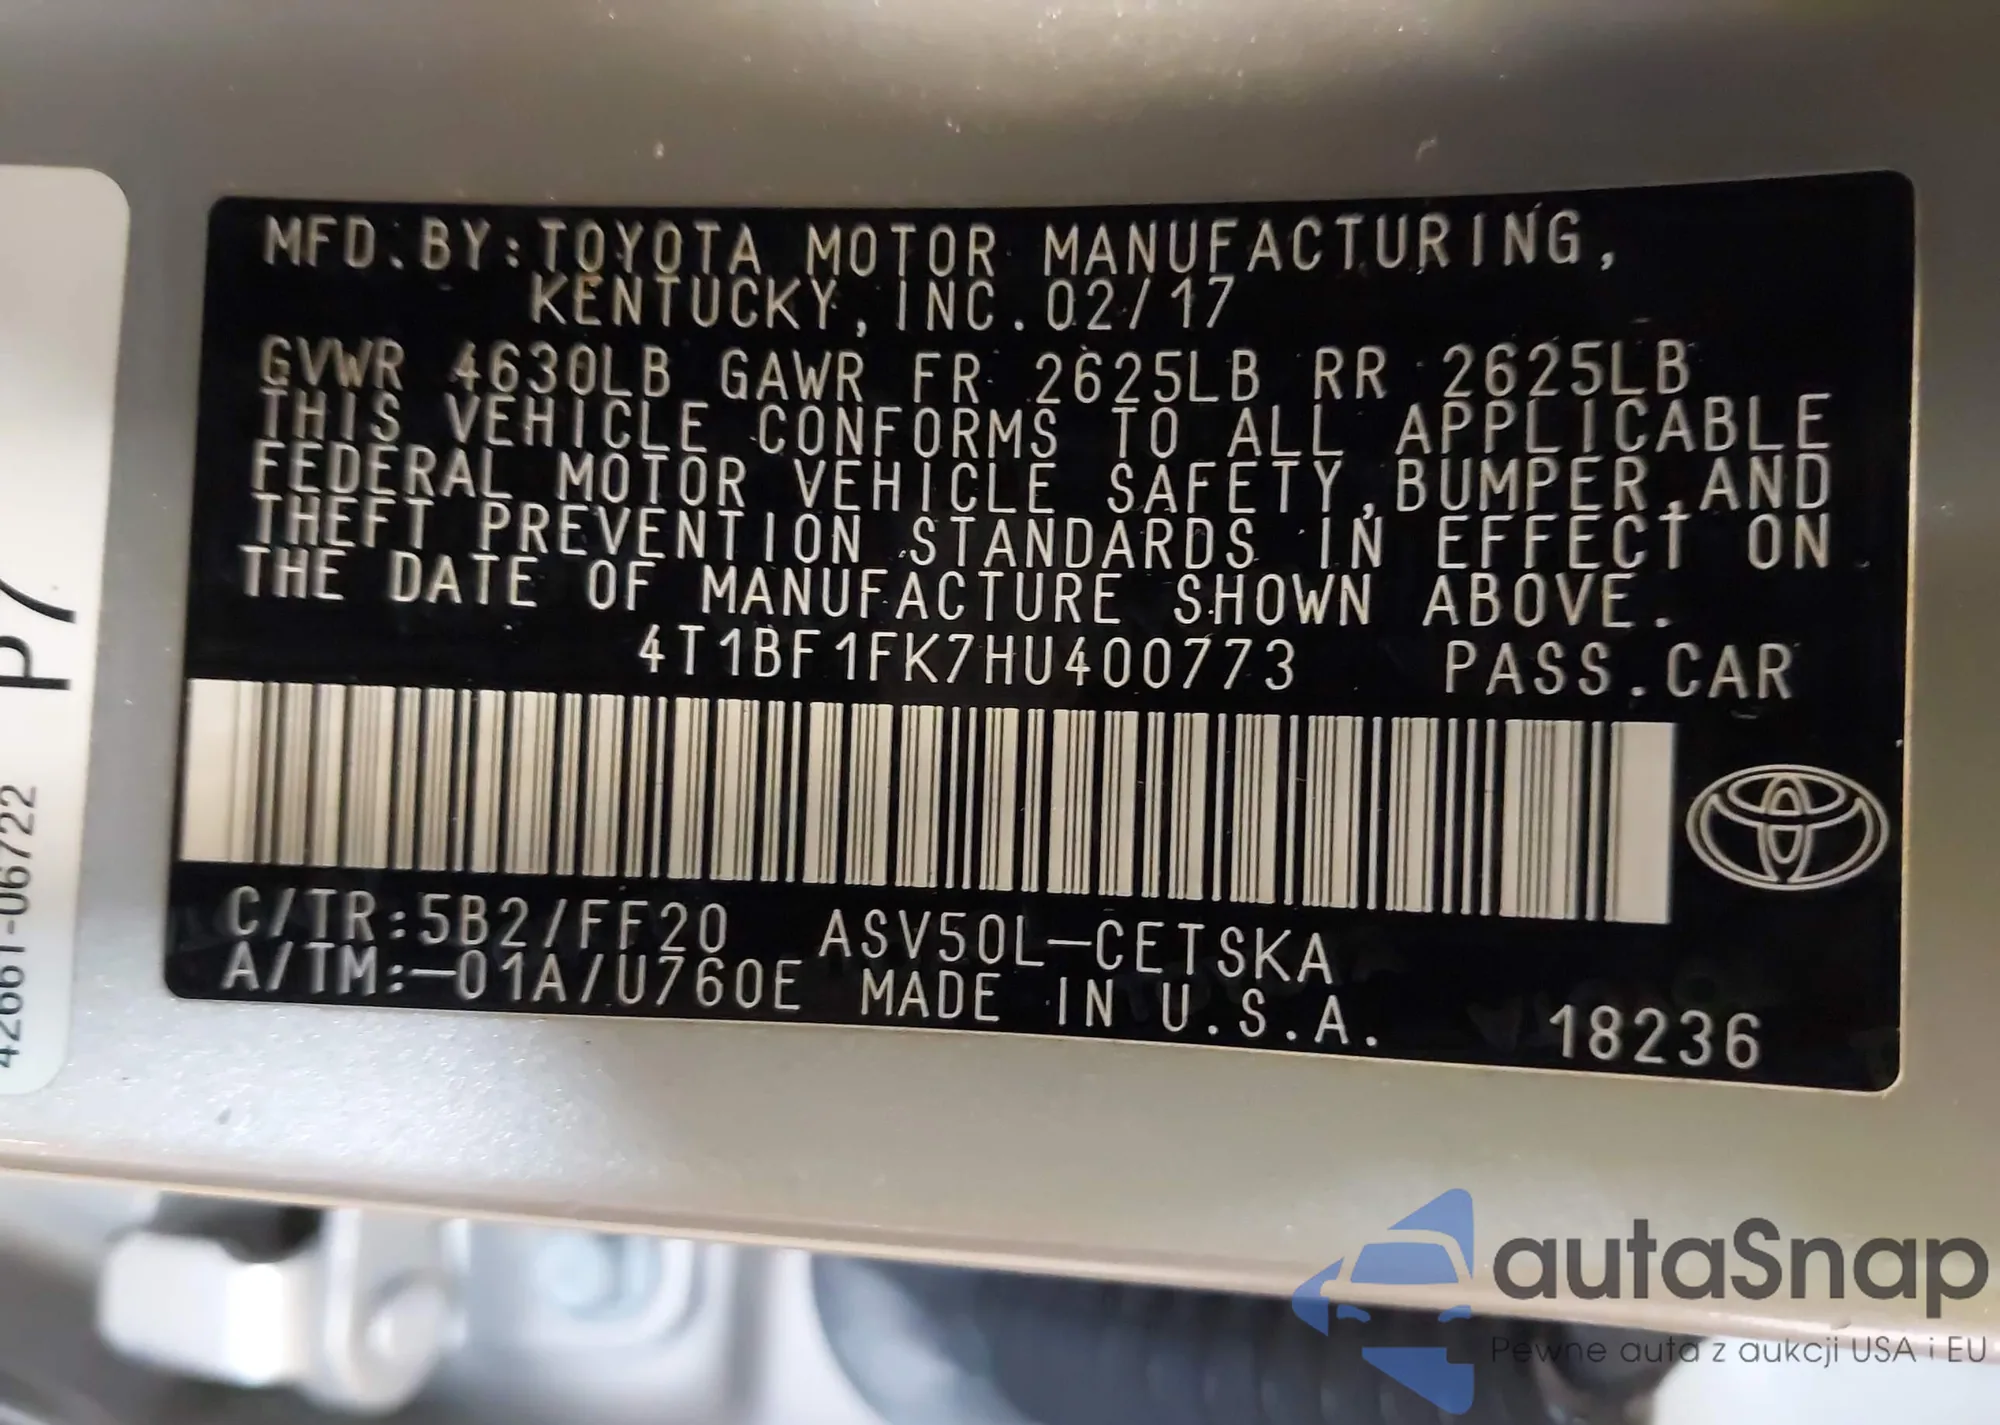 MFD.BY:TOYOTA MOTOR MANUFACTURING,
KENTUCKY, INC.02/17
GVWR 4630LB GAWR FR 2625LB RR 2625LB
THIS VEHICLE CONFORMS TO ALL APPLICABLE
FEDERAL MOTOR VEHICLE SAFETY,BUMPER,AND
THEFT PREVENTION STANDARDS IN EFFECT ON
THE DATE OF MANUFACTURE SHOWN ABOVE.
4T1BF1FK7HU400773 PASS.CAR
C/TR:5B2/FF20 ASV50L-CETSKA
A/TM:-01A/U760E MADE IN U.S.A. 18236
P7
42661-06722
autaSnap
Pewne auta z aukcji USA i EU